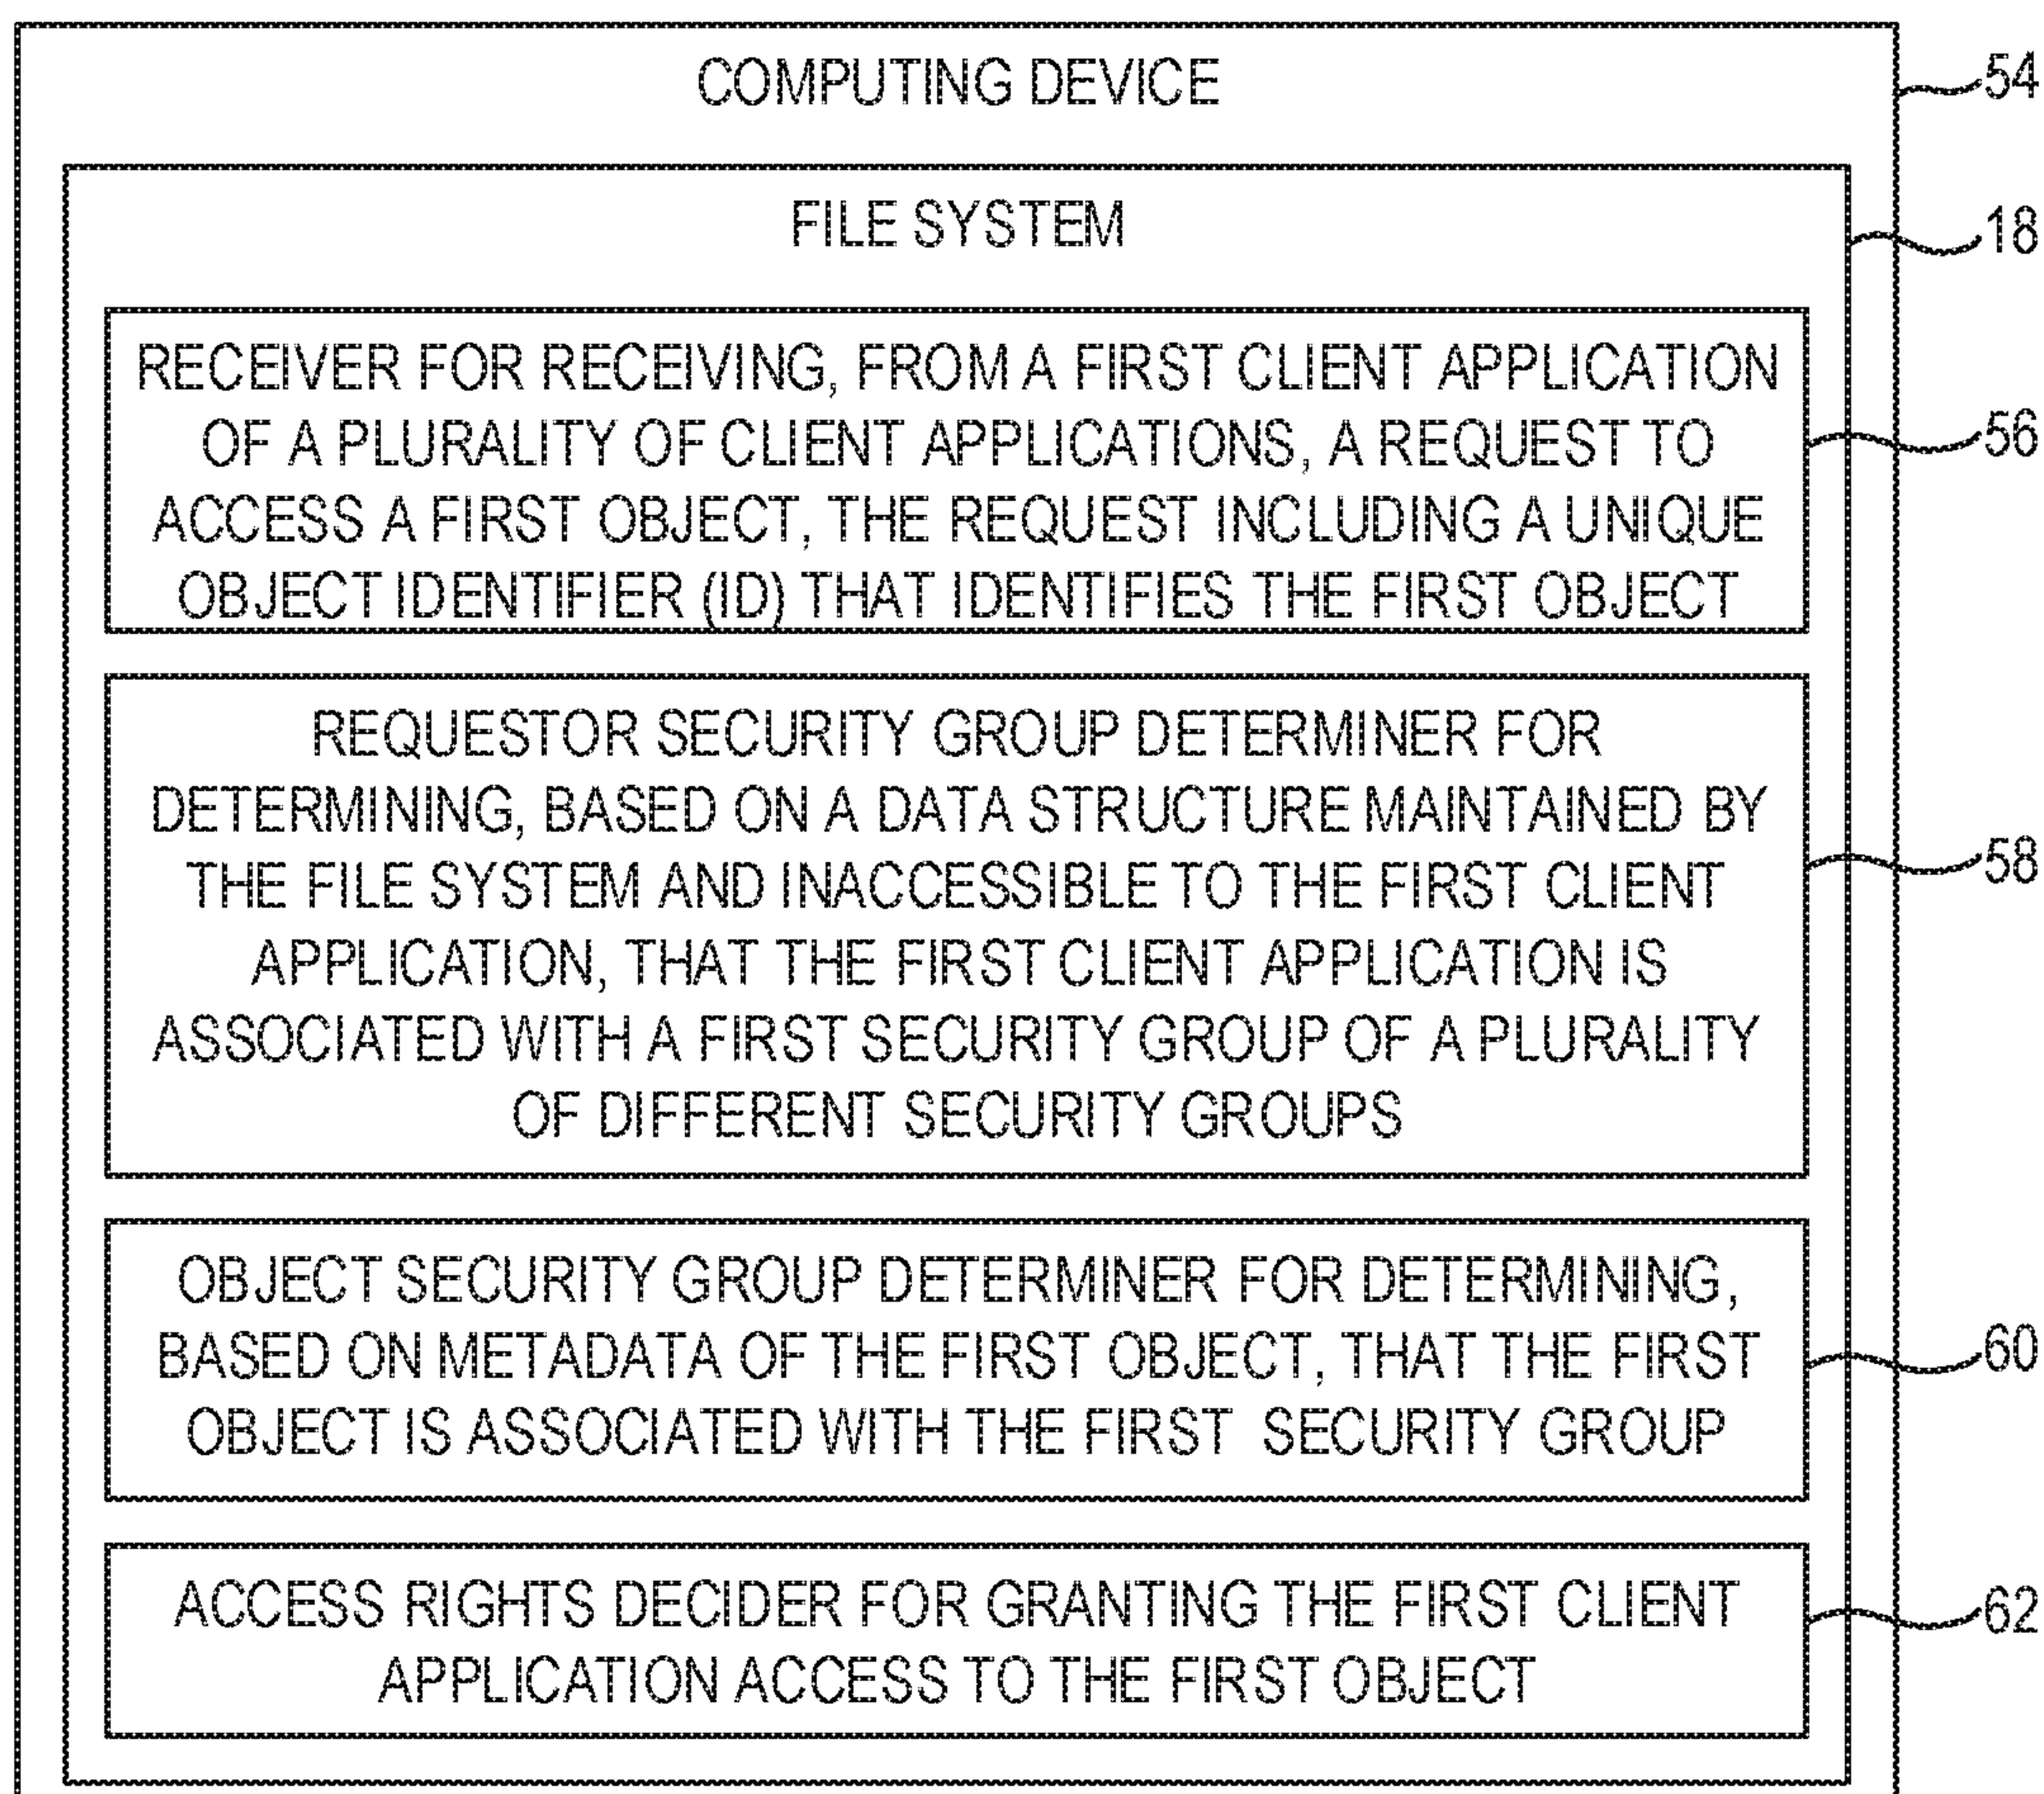 COMPUTING DEVICE
54
FILE SYSTEM
18
RECEIVER FOR RECEIVING, FROM A FIRST CLIENT APPLICATION
OF A PLURALITY OF CLIENT APPLICATIONS, A REQUEST TO
ACCESS A FIRST OBJECT, THE REQUEST INCLUDING A UNIQUE
OBJECT IDENTIFIER (ID) THAT IDENTIFIES THE FIRST OBJECT
56
REQUESTOR SECURITY GROUP DETERMINER FOR
DETERMINING, BASED ON A DATA STRUCTURE MAINTAINED BY
THE FILE SYSTEM AND INACCESSIBLE TO THE FIRST CLIENT
APPLICATION, THAT THE FIRST CLIENT APPLICATION IS
ASSOCIATED WITH A FIRST SECURITY GROUP OF A PLURALITY
OF DIFFERENT SECURITY GROUPS
58
OBJECT SECURITY GROUP DETERMINER FOR DETERMINING,
BASED ON METADATA OF THE FIRST OBJECT, THAT THE FIRST
OBJECT IS ASSOCIATED WITH THE FIRST SECURITY GROUP
60
ACCESS RIGHTS DECIDER FOR GRANTING THE FIRST CLIENT
APPLICATION ACCESS TO THE FIRST OBJECT
62